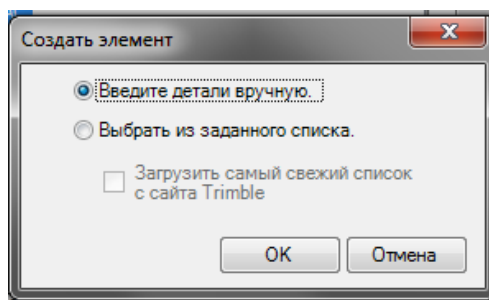 Создать элемент
Введите детали вручную.
Выбрать из заданного списка.
Загрузить самый свежий список
с сайта Trimble
OK
Отмена